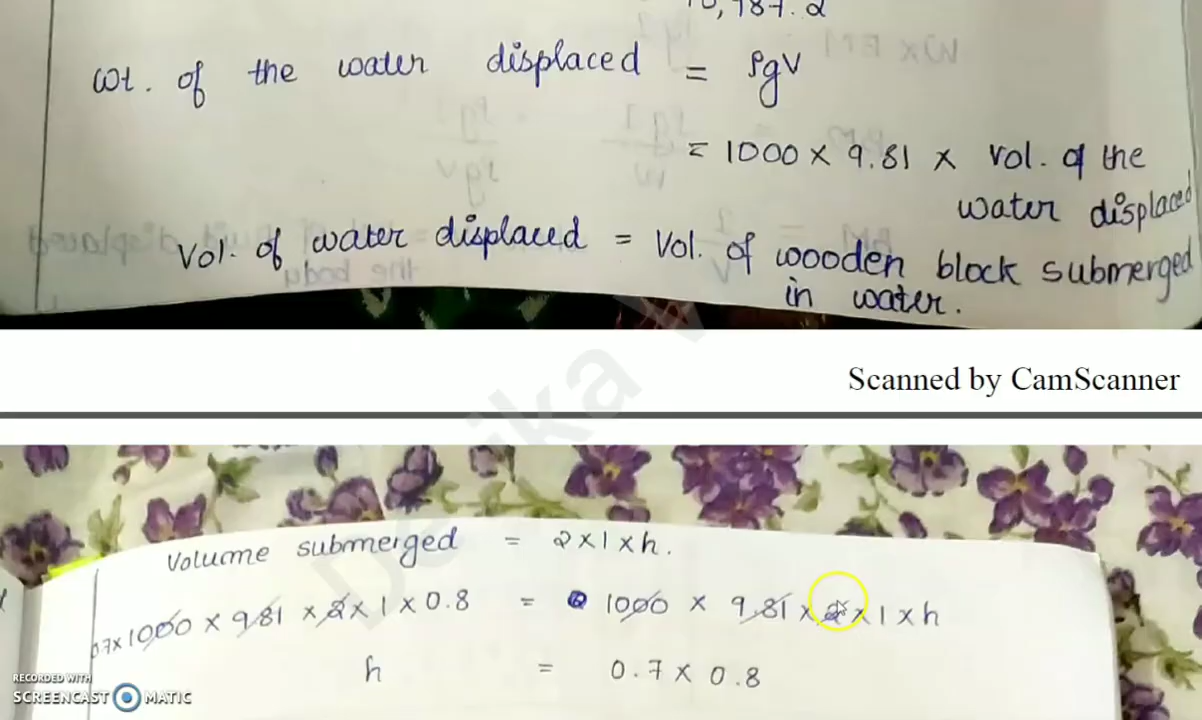 Wt. of the water displaced = ρgV
= 1000 × 9.81 × Vol. of the
water displaced
Vol. of water displaced = Vol. of wooden block submerged
in water.
Scanned by CamScanner
Volume submerged = 2×1×h.
0.7×1000 × 9.81 × 2 × 1 × 0.8 = 1000 × 9.81 × 2 × 1 × h
h = 0.7 × 0.8
RECORDED WITH
SCREENCAST MATIC